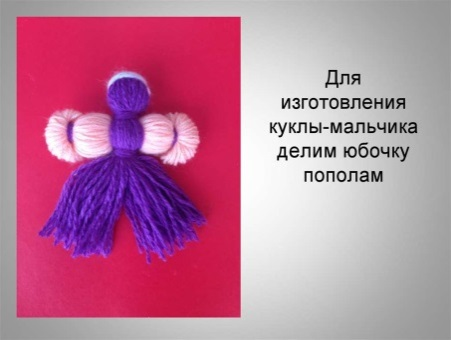 Для
изготовления
куклы-мальчика
делим юбочку
пополам